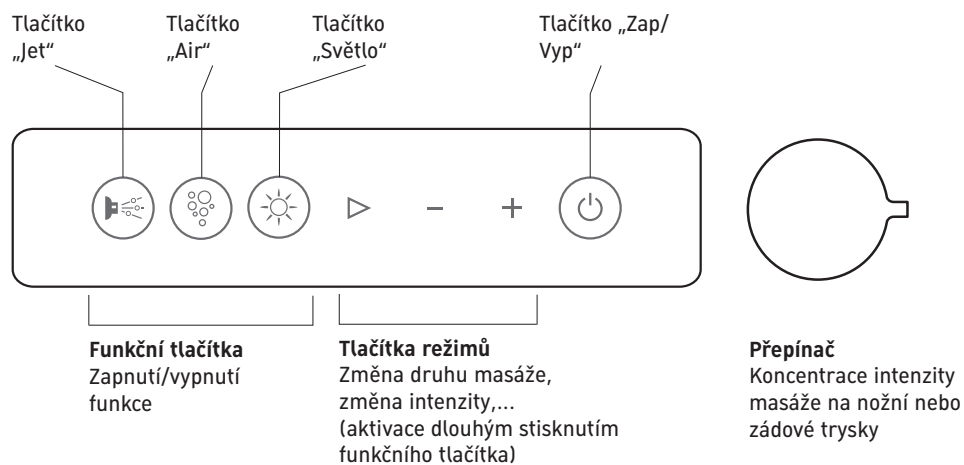 Tlačítko
„Jet“
Tlačítko
„Air“
Tlačítko
„Světlo“
Tlačítko „Zap/
Vyp“
Funkční tlačítka
Zapnutí/vypnutí
funkce
Tlačítka režimů
Změna druhu masáže,
změna intenzity,...
(aktivace dlouhým stisknutím
funkčního tlačítka)
Přepínač
Koncentrace intenzity
masáže na nožní nebo
zádové trysky